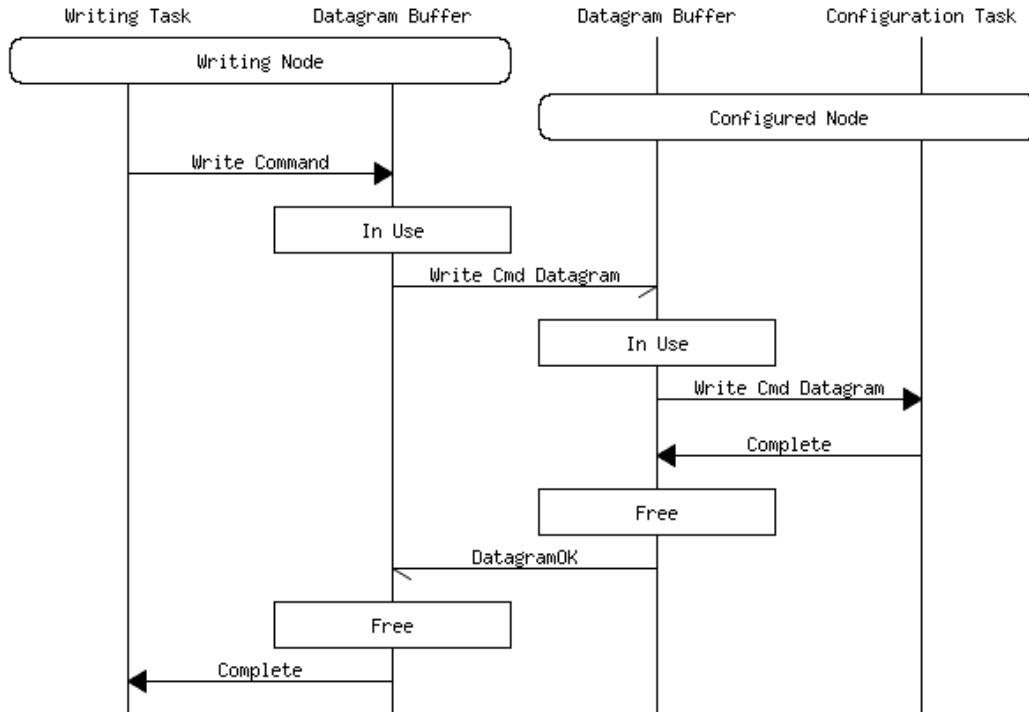 Writing Task
Datagram Buffer
Datagram Buffer
Configuration Task
Writing Node
Configured Node
Write Command
In Use
Write Cmd Datagram
In Use
Write Cmd Datagram
Complete
Free
DatagramOK
Free
Complete